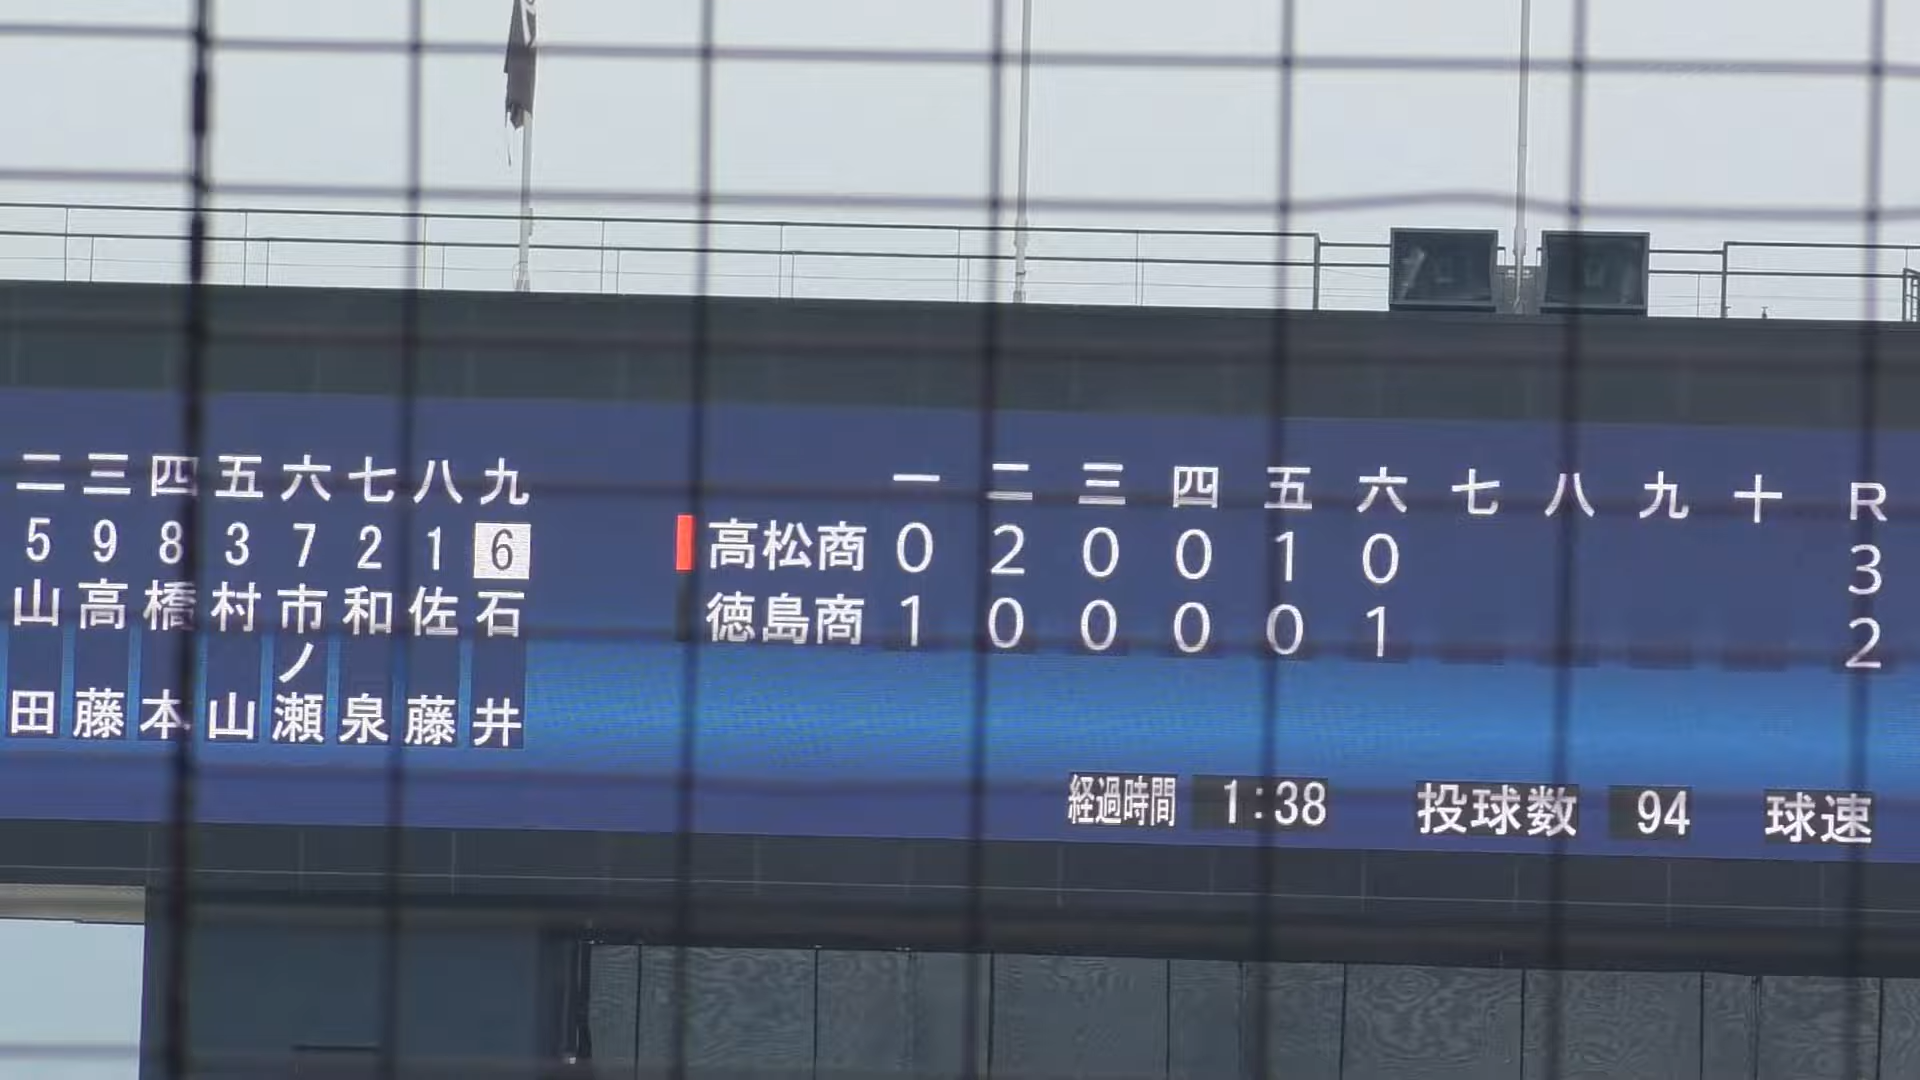 二 三 四 五 六 七 八 九
5 9 8 3 7 2 1 6
山田 高藤 橋本 村山 市ノ瀬 和泉 佐藤 石井
一 二 三 四 五 六 七 八 九 十 R
高松商 0 2 0 0 1 0 3
徳島商 1 0 0 0 0 1 2
経過時間 1:38 投球数 94 球速